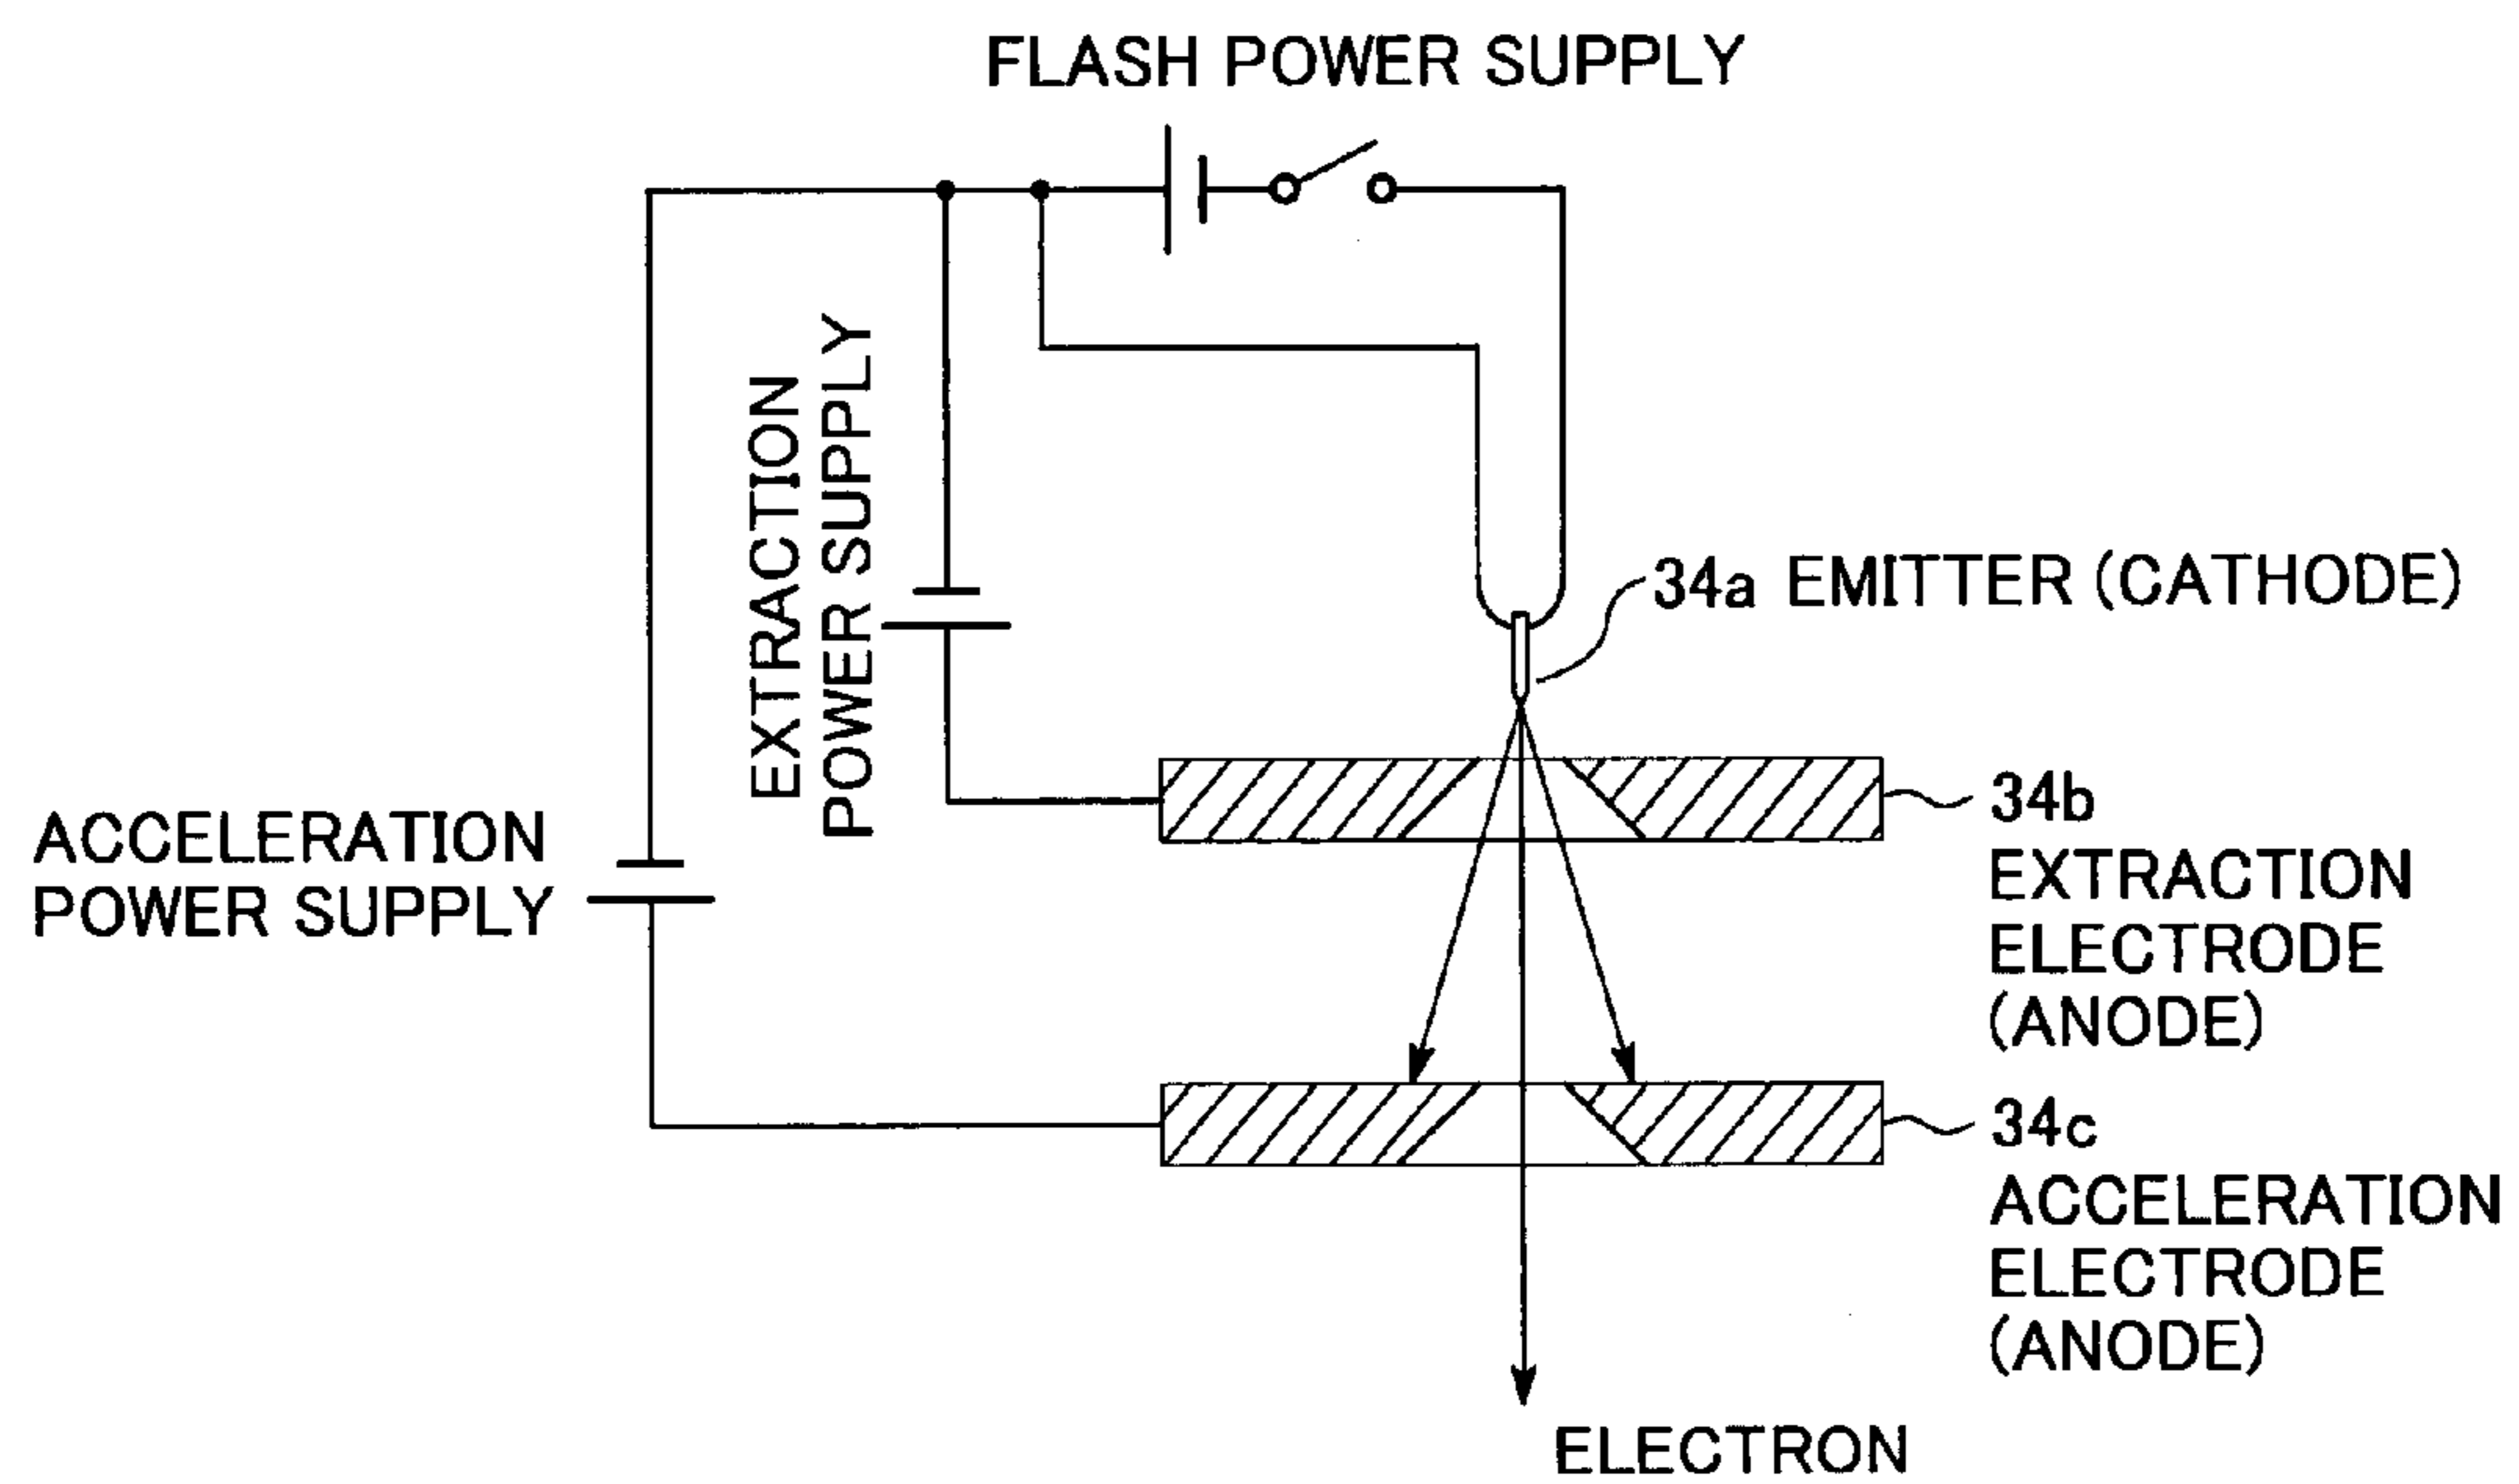 FLASH POWER SUPPLY
EXTRACTION
POWER SUPPLY
34a EMITTER (CATHODE)
ACCELERATION
POWER SUPPLY
34b
EXTRACTION
ELECTRODE
(ANODE)
34c
ACCELERATION
ELECTRODE
(ANODE)
ELECTRON